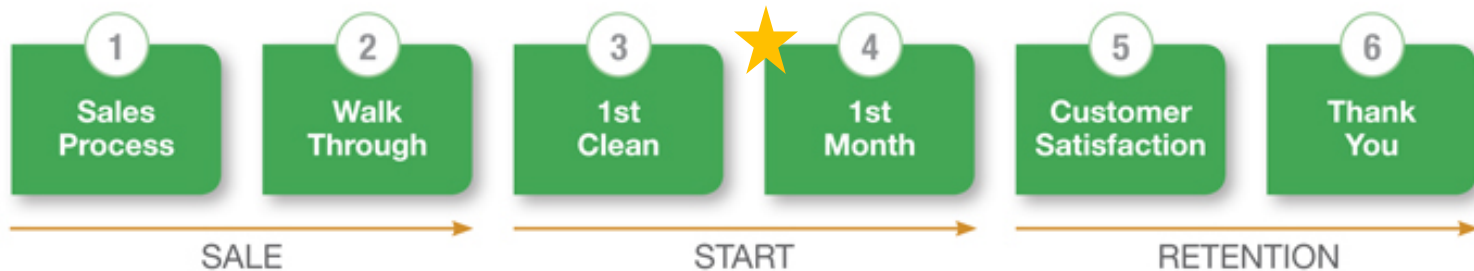 1
Sales
Process
2
Walk
Through
3
1st
Clean
4
1st
Month
5
Customer
Satisfaction
6
Thank
You
SALE
START
RETENTION